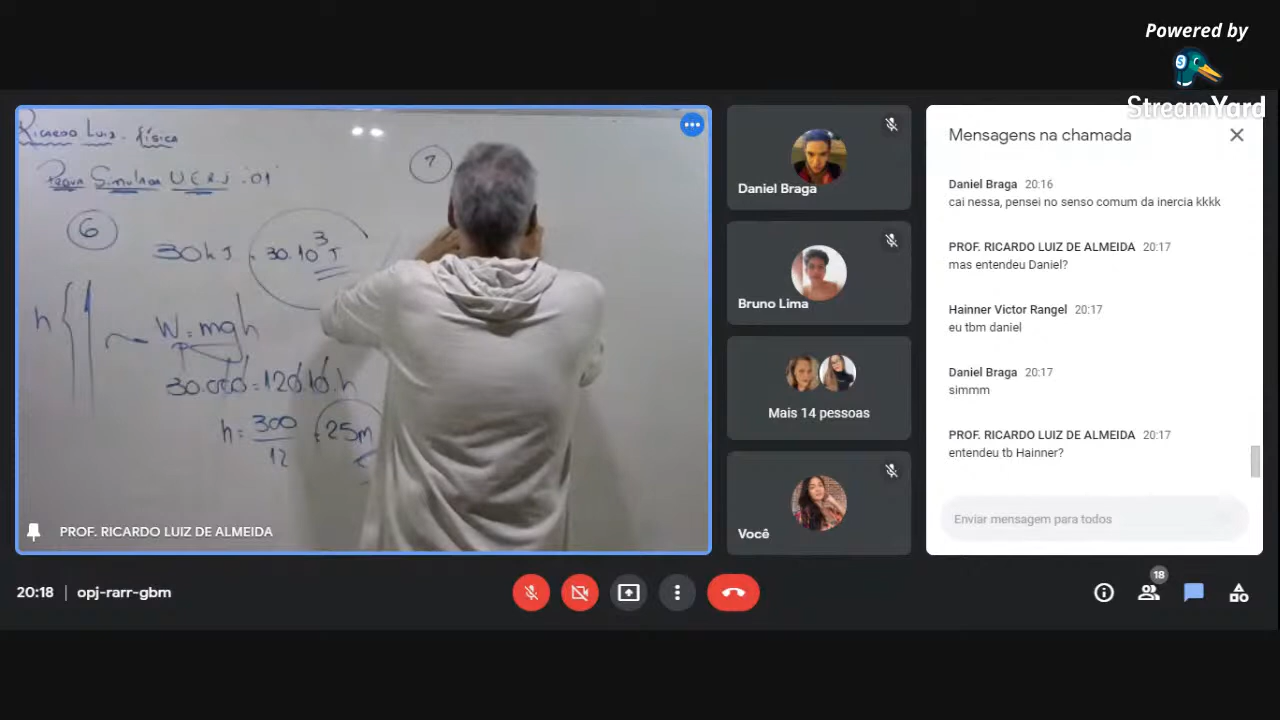 Powered by
StreamYard
Ricardo Luiz - Física
Prova Simulada UERJ - 01
6
30kJ = 30.10³ J
h
W = mgh
30.000 = 120.10.h
h = 300
12
= 25m
7
PROF. RICARDO LUIZ DE ALMEIDA
Daniel Braga
Bruno Lima
Mais 14 pessoas
Você
Mensagens na chamada
Daniel Braga 20:16
cai nessa, pensei no senso comum da inercia kkkk
PROF. RICARDO LUIZ DE ALMEIDA 20:17
mas entendeu Daniel?
Hainner Victor Rangel 20:17
eu tbm daniel
Daniel Braga 20:17
simmm
PROF. RICARDO LUIZ DE ALMEIDA 20:17
entendeu tb Hainner?
Enviar mensagem para todos
20:18 | opj-rarr-gbm
18